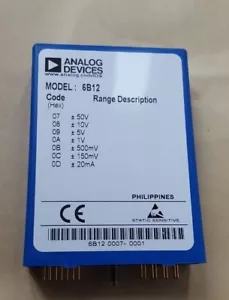 ANALOG
DEVICES
www.analog.com/IOS
MODEL: 6B12
Code Range Description
(Hex)
07 ± 50V
08 ± 10V
09 ± 5V
0A ± 1V
0B ± 500mV
0C ± 150mV
0D ± 20mA
PHILIPPINES
CE
STATIC SENSITIVE
6B12 0007-0001